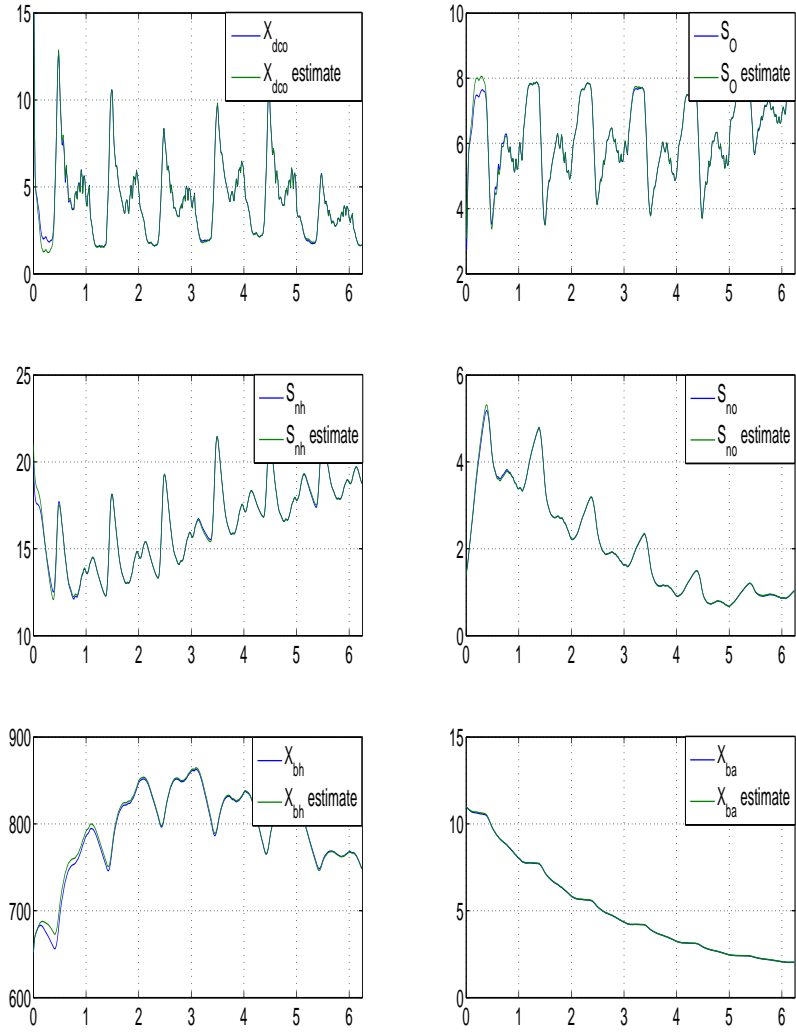 15
10
5
0
0 1 2 3 4 5 6
X_dco
X_dco estimate
10
8
6
4
2
0 1 2 3 4 5 6
S_O
S_O estimate
25
20
15
10
0 1 2 3 4 5 6
S_nh
S_nh estimate
6
4
2
0
0 1 2 3 4 5 6
S_no
S_no estimate
900
800
700
600
0 1 2 3 4 5 6
X_bh
X_bh estimate
15
10
5
0
0 1 2 3 4 5 6
X_ba
X_ba estimate